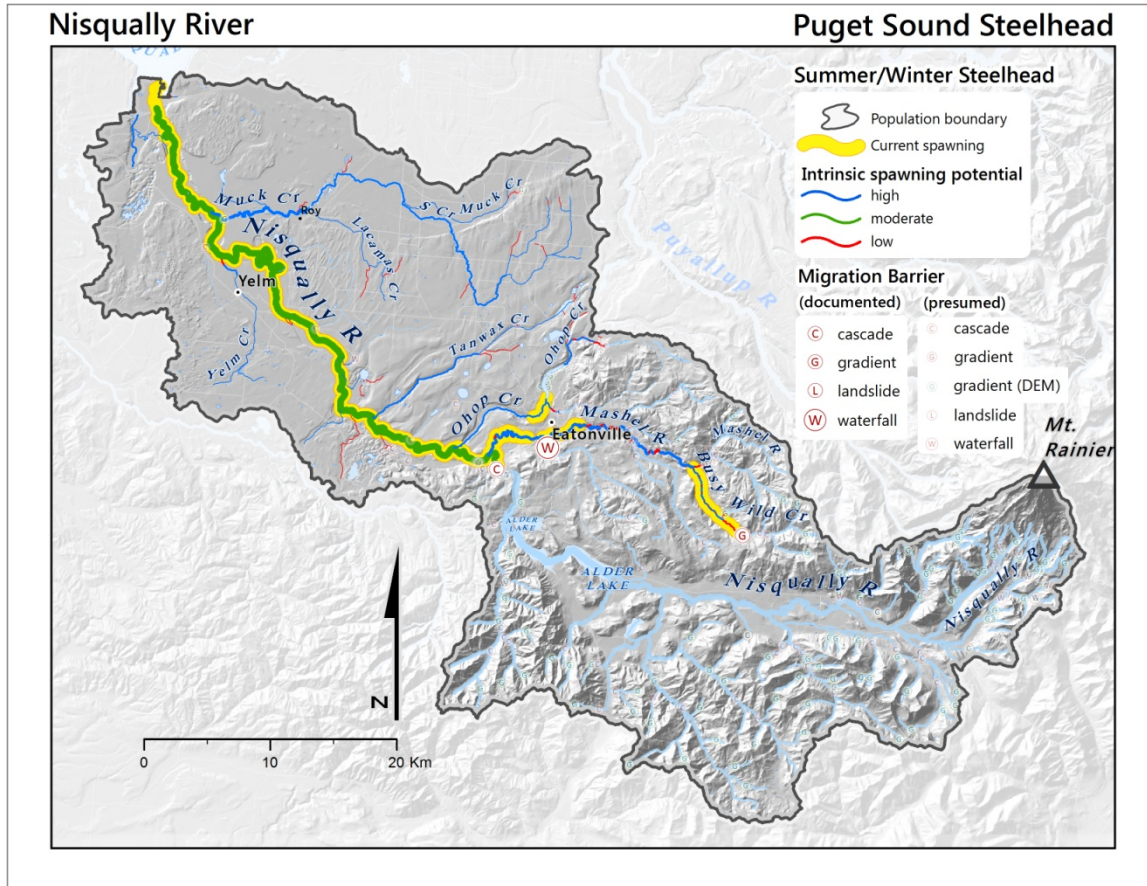 Nisqually River
Puget Sound Steelhead
Summer/Winter Steelhead
Population boundary
Current spawning
Intrinsic spawning potential
high
moderate
low
Migration Barrier
(documented)
(presumed)
C cascade
G gradient
L landslide
W waterfall
C cascade
G gradient
G gradient (DEM)
L landslide
W waterfall
Mt.
Rainier
Muck Cr
Roy
S Cr Muck Cr
Lacamas Cr
Nisqually R
Yelm
Yelm Cr
Tanwax Cr
Ohop Cr
Ohop Cr
Puyallup R
Mashel R
Eatonville
Mashel R
Busy Wild Cr
C
W
G
ALDER
LAKE
ALDER
LAKE
Nisqually R
Nisqually R
N
0 10 20 Km